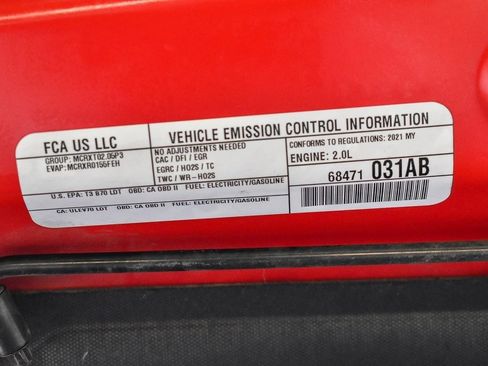 FCA US LLC
GROUP: MCRXT02.05P3
EVAP: MCRXR0155FEH
VEHICLE EMISSION CONTROL INFORMATION
NO ADJUSTMENTS NEEDED
CAC / DFI / EGR
EGRC / HO2S / TC
TWC / WR-HO2S
CONFORMS TO REGULATIONS: 2021 MY
ENGINE: 2.0L
68471 031AB
U.S. EPA: T3 B70 LDT OBD: CA OBD II FUEL: ELECTRICITY/GASOLINE
CA: ULEV70 LDT OBD: CA OBD II FUEL: ELECTRICITY/GASOLINE